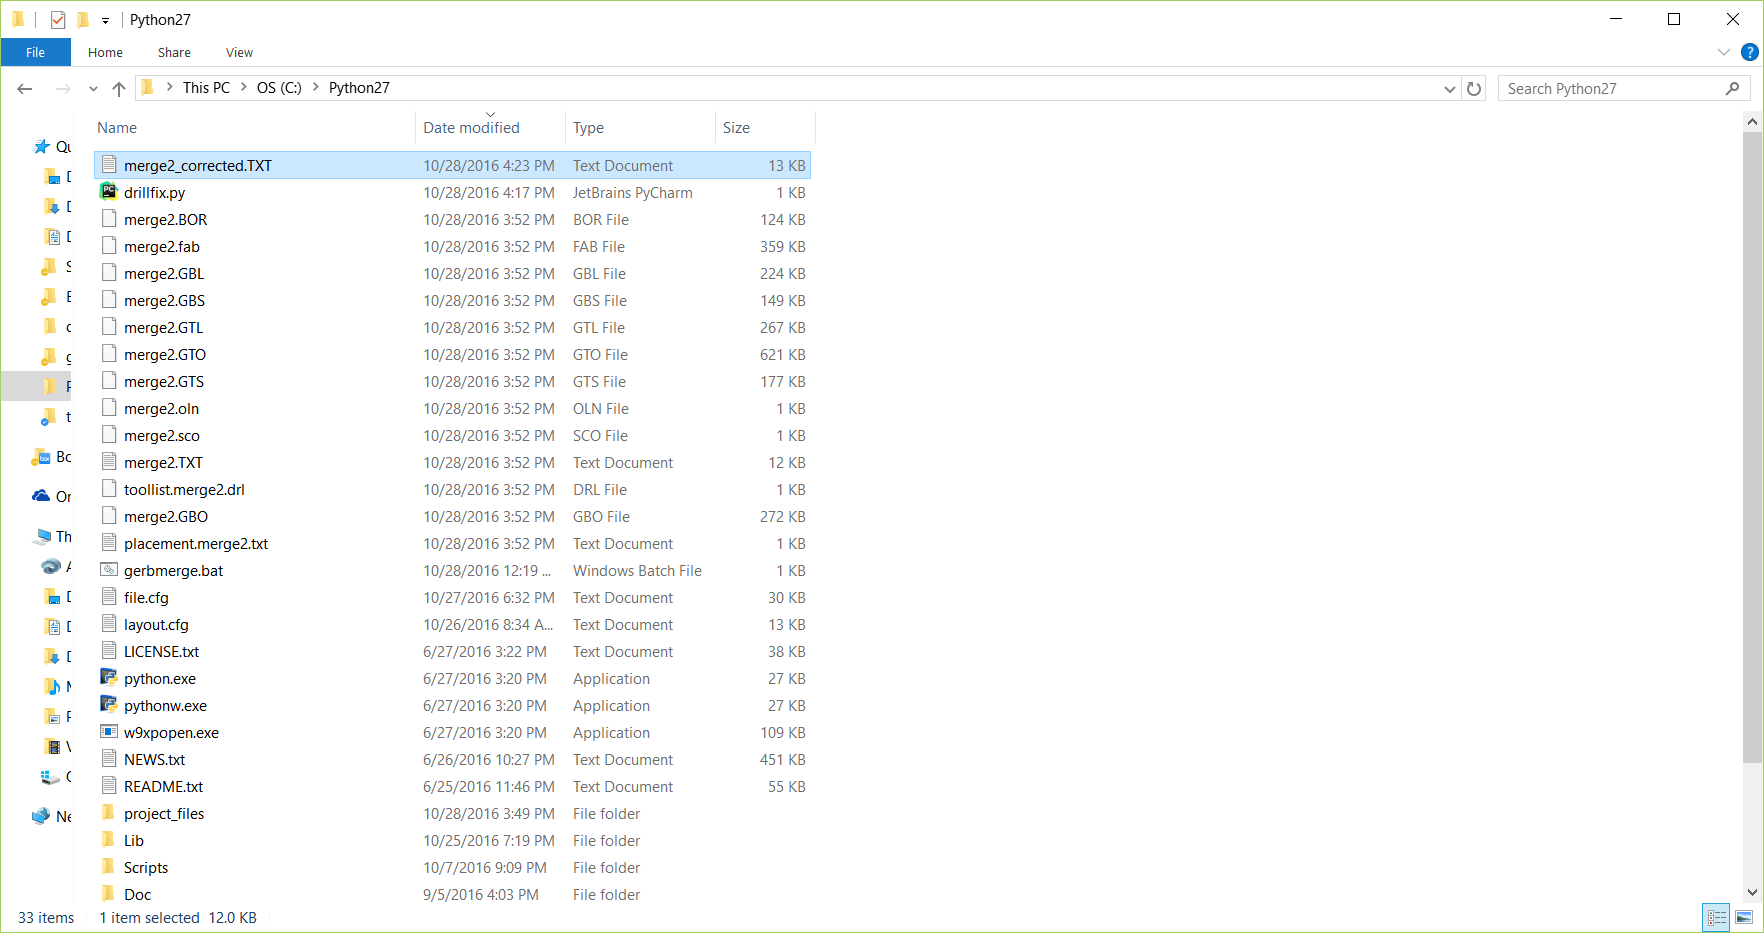 Python27
File Home Share View
This PC > OS (C:) > Python27
Search Python27
Name Date modified Type Size
merge2_corrected.TXT 10/28/2016 4:23 PM Text Document 13 KB
drillfix.py 10/28/2016 4:17 PM JetBrains PyCharm 1 KB
merge2.BOR 10/28/2016 3:52 PM BOR File 124 KB
merge2.fab 10/28/2016 3:52 PM FAB File 359 KB
merge2.GBL 10/28/2016 3:52 PM GBL File 224 KB
merge2.GBS 10/28/2016 3:52 PM GBS File 149 KB
merge2.GTL 10/28/2016 3:52 PM GTL File 267 KB
merge2.GTO 10/28/2016 3:52 PM GTO File 621 KB
merge2.GTS 10/28/2016 3:52 PM GTS File 177 KB
merge2.oln 10/28/2016 3:52 PM OLN File 1 KB
merge2.sco 10/28/2016 3:52 PM SCO File 1 KB
merge2.TXT 10/28/2016 3:52 PM Text Document 12 KB
toollist.merge2.drl 10/28/2016 3:52 PM DRL File 1 KB
merge2.GBO 10/28/2016 3:52 PM GBO File 272 KB
placement.merge2.txt 10/28/2016 3:52 PM Text Document 1 KB
gerbmerge.bat 10/28/2016 12:19 ... Windows Batch File 1 KB
file.cfg 10/27/2016 6:32 PM Text Document 30 KB
layout.cfg 10/26/2016 8:34 A... Text Document 13 KB
LICENSE.txt 6/27/2016 3:22 PM Text Document 38 KB
python.exe 6/27/2016 3:20 PM Application 27 KB
pythonw.exe 6/27/2016 3:20 PM Application 27 KB
w9xpopen.exe 6/27/2016 3:20 PM Application 109 KB
NEWS.txt 6/26/2016 10:27 PM Text Document 451 KB
README.txt 6/25/2016 11:46 PM Text Document 55 KB
project_files 10/28/2016 3:49 PM File folder
Lib 10/25/2016 7:19 PM File folder
Scripts 10/7/2016 9:09 PM File folder
Doc 9/5/2016 4:03 PM File folder
33 items 1 item selected 12.0 KB